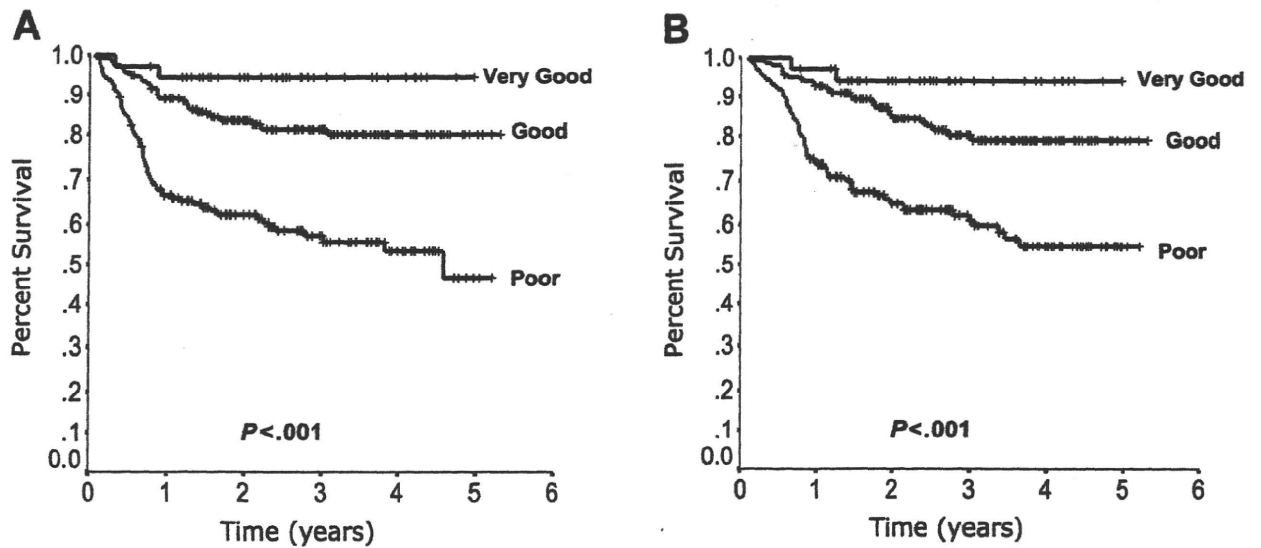 A
Percent Survival
1.0
.9
.8
.7
.6
.5
.4
.3
.2
.1
0.0
Very Good
Good
Poor
P<.001
0 1 2 3 4 5 6
Time (years)
B
Percent Survival
1.0
.9
.8
.7
.6
.5
.4
.3
.2
.1
0.0
Very Good
Good
Poor
P<.001
0 1 2 3 4 5 6
Time (years)